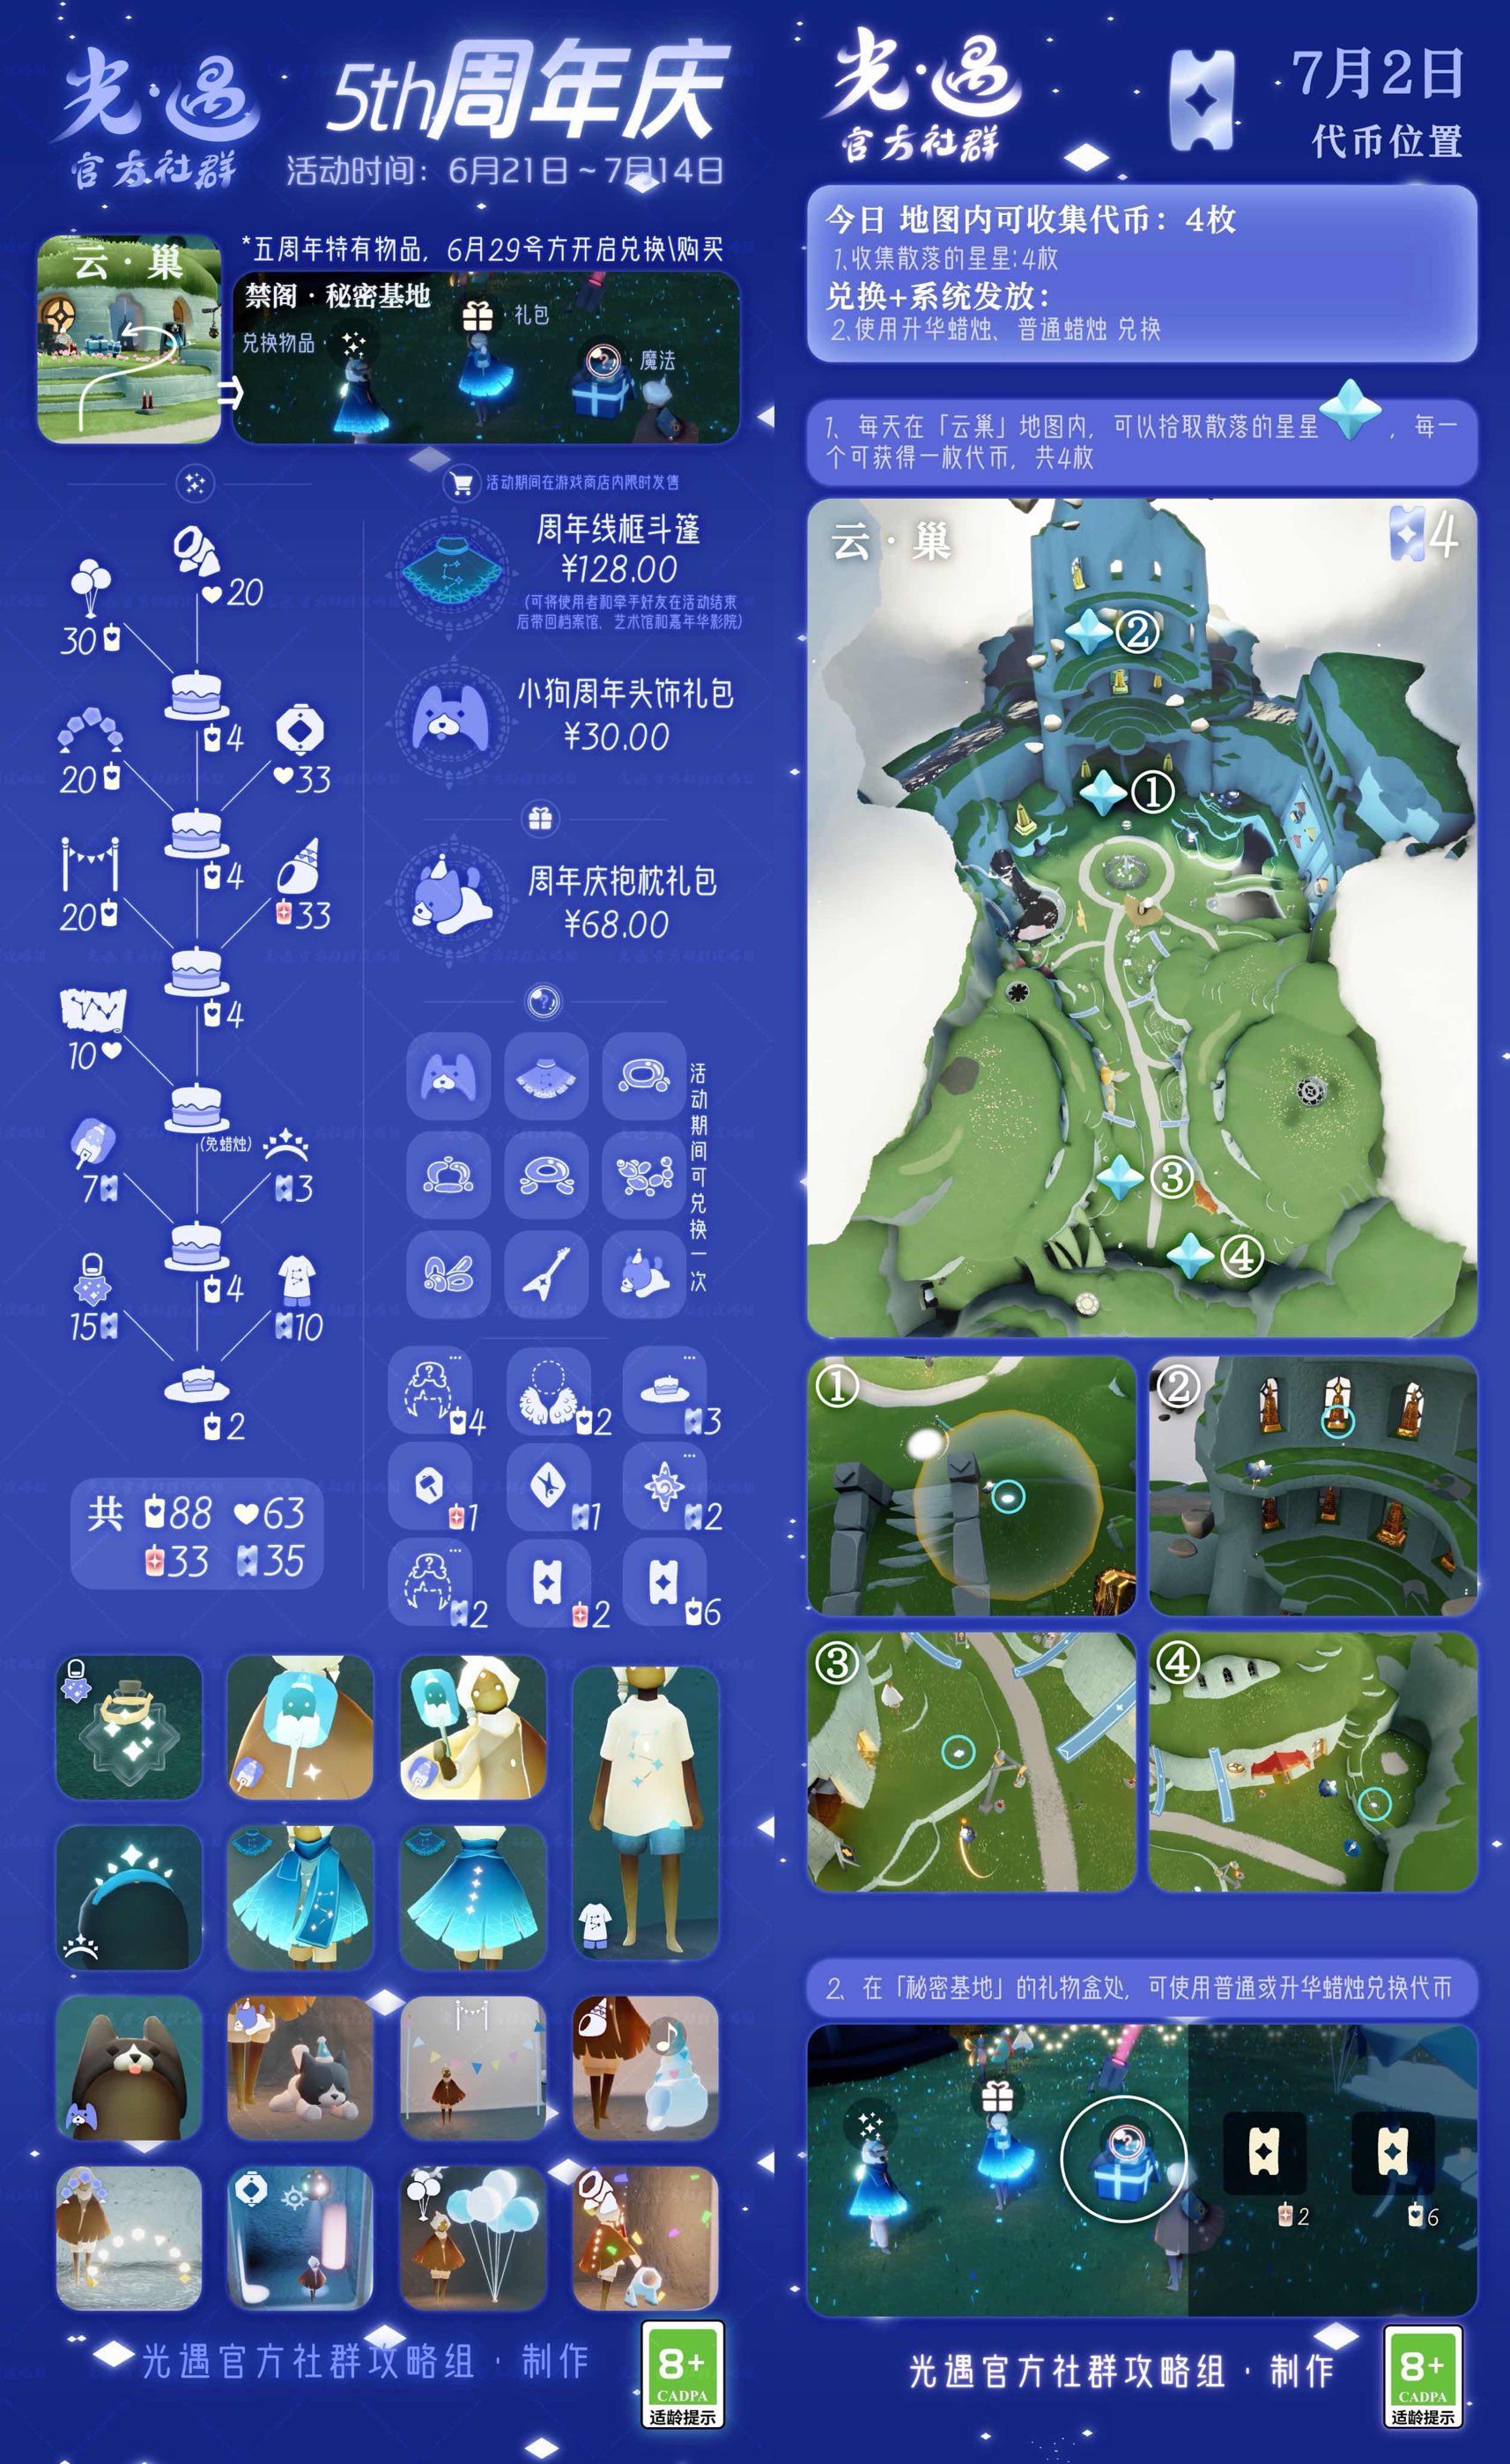 光·遇
官方社群
5th周年庆
活动时间：6月21日~7月14日
云·巢
*五周年特有物品，6月29号方开启兑换\购买
禁阁·秘密基地
兑换物品·
·礼包
·魔法
活动期间在游戏商店内限时发售
20
30
4
20
33
4
20
33
4
10
(免蜡烛)
7
3
4
15
10
2
共 88 63
33 35
周年线框斗篷
¥128.00
(可将使用者和牵手好友在活动结束
后带回档案馆、艺术馆和嘉年华影院)
小狗周年头饰礼包
¥30.00
周年庆抱枕礼包
¥68.00
?
活动期间可兑换一次
4
2
3
1
1
2
2
2
6
光遇官方社群攻略组·制作
8+
CADPA
适龄提示
光·遇
官方社群
7月2日
代币位置
今日 地图内可收集代币：4枚
1.收集散落的星星:4枚
兑换+系统发放：
2.使用升华蜡烛、普通蜡烛 兑换
1、每天在「云巢」地图内，可以拾取散落的星星，每一
个可获得一枚代币，共4枚
云·巢
4
②
①
③
④
①
②
③
④
2、在「秘密基地」的礼物盒处，可使用普通或升华蜡烛兑换代币
2
6
光遇官方社群攻略组·制作
8+
CADPA
适龄提示